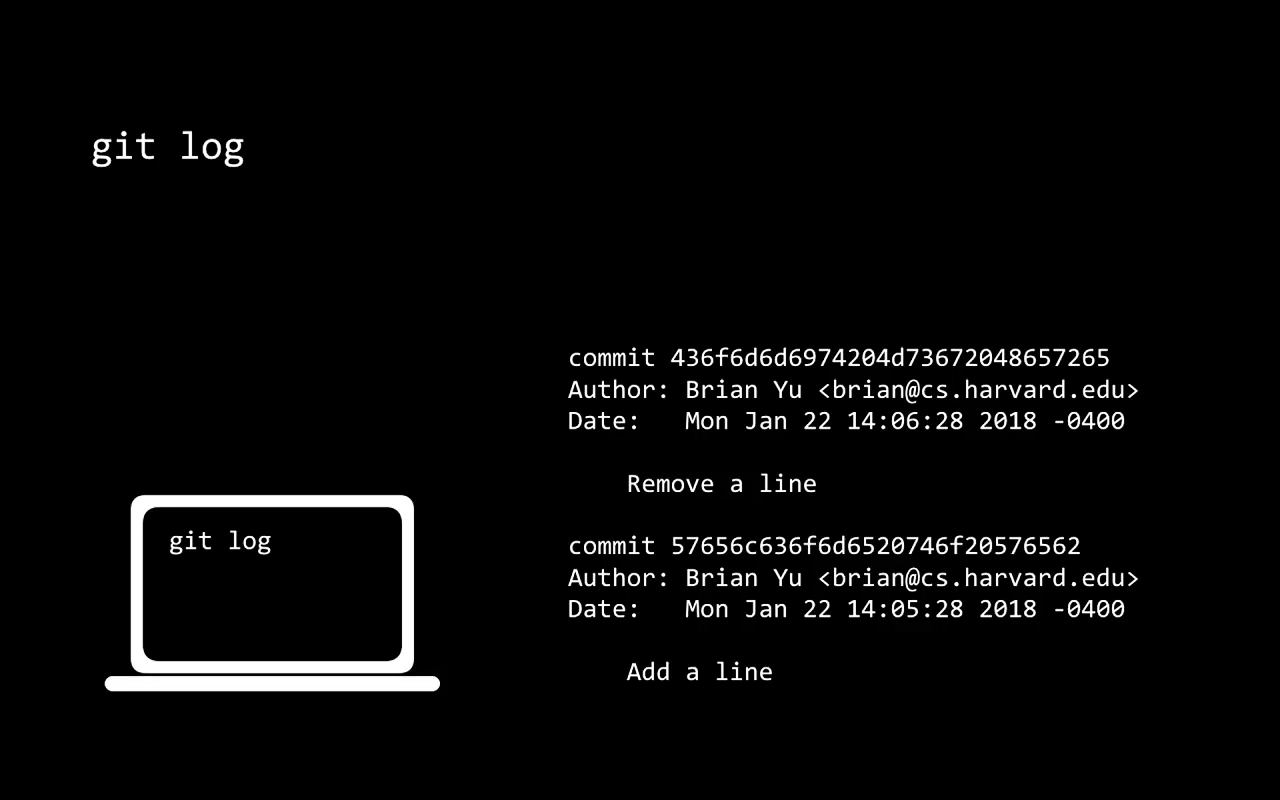 git log
commit 436f6d6d6974204d73672048657265
Author: Brian Yu <brian@cs.harvard.edu>
Date:   Mon Jan 22 14:06:28 2018 -0400
Remove a line
git log
commit 57656c636f6d6520746f20576562
Author: Brian Yu <brian@cs.harvard.edu>
Date:   Mon Jan 22 14:05:28 2018 -0400
Add a line